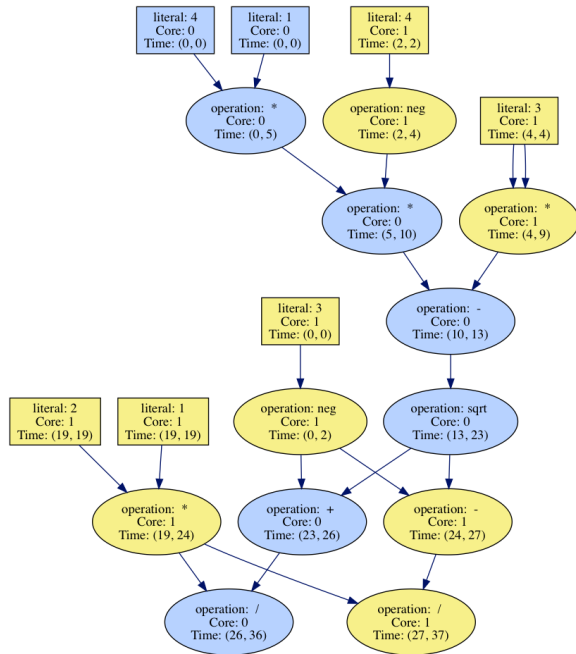 literal: 4
Core: 0
Time: (0, 0)
literal: 1
Core: 0
Time: (0, 0)
literal: 4
Core: 1
Time: (2, 2)
operation: *
Core: 0
Time: (0, 5)
operation: neg
Core: 1
Time: (2, 4)
literal: 3
Core: 1
Time: (4, 4)
operation: *
Core: 0
Time: (5, 10)
operation: *
Core: 1
Time: (4, 9)
operation: -
Core: 0
Time: (10, 13)
literal: 3
Core: 1
Time: (0, 0)
literal: 2
Core: 1
Time: (19, 19)
literal: 1
Core: 1
Time: (19, 19)
operation: neg
Core: 1
Time: (0, 2)
operation: sqrt
Core: 0
Time: (13, 23)
operation: *
Core: 1
Time: (19, 24)
operation: +
Core: 0
Time: (23, 26)
operation: -
Core: 1
Time: (24, 27)
operation: /
Core: 0
Time: (26, 36)
operation: /
Core: 1
Time: (27, 37)